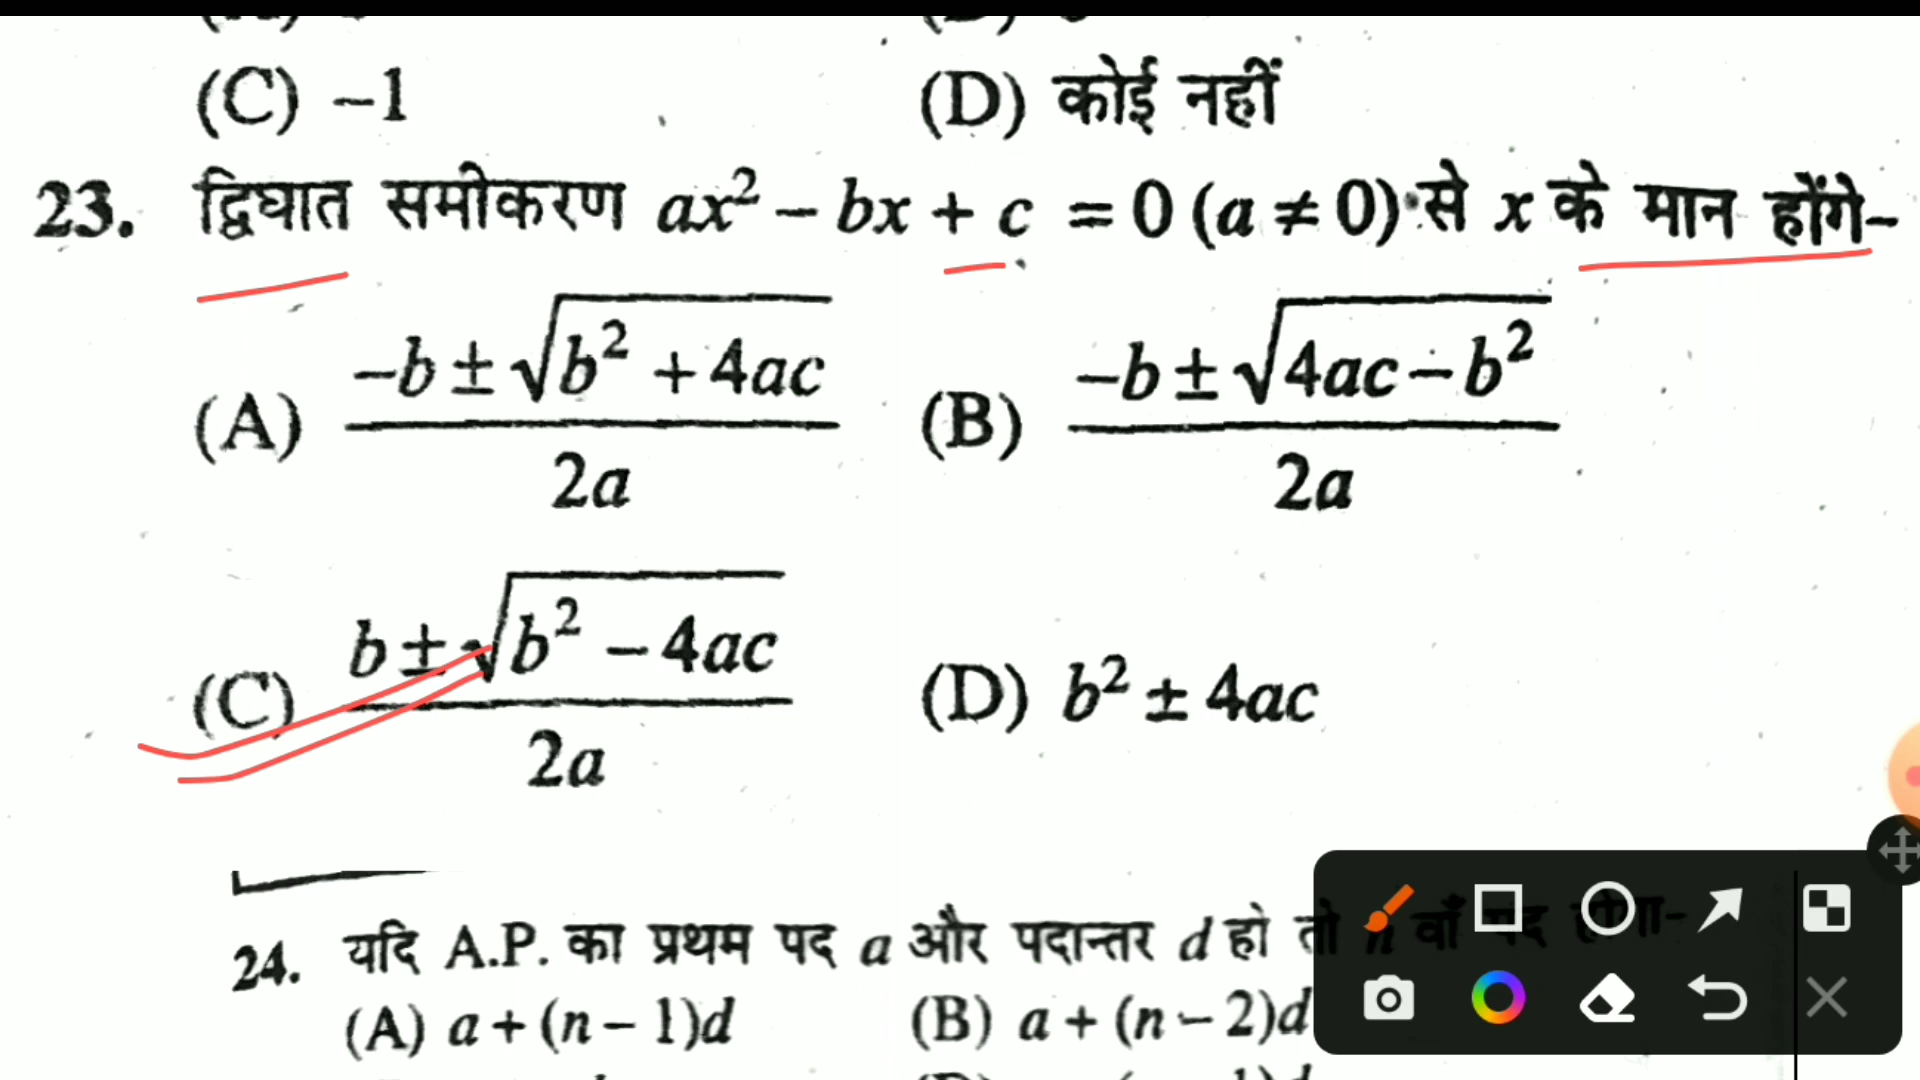 (C) –1 (D) कोई नहीं
23. द्विघात समीकरण ax² – bx + c = 0 (a ≠ 0) से x के मान होंगे–
(A) (–b ± √(b² + 4ac))/2a (B) (–b ± √(4ac – b²))/2a
(C) (b ± √(b² – 4ac))/2a (D) b² ± 4ac
24. यदि A.P. का प्रथम पद a और पदान्तर d हो तो n वाँ पद होगा–
(A) a + (n – 1)d (B) a + (n – 2)d